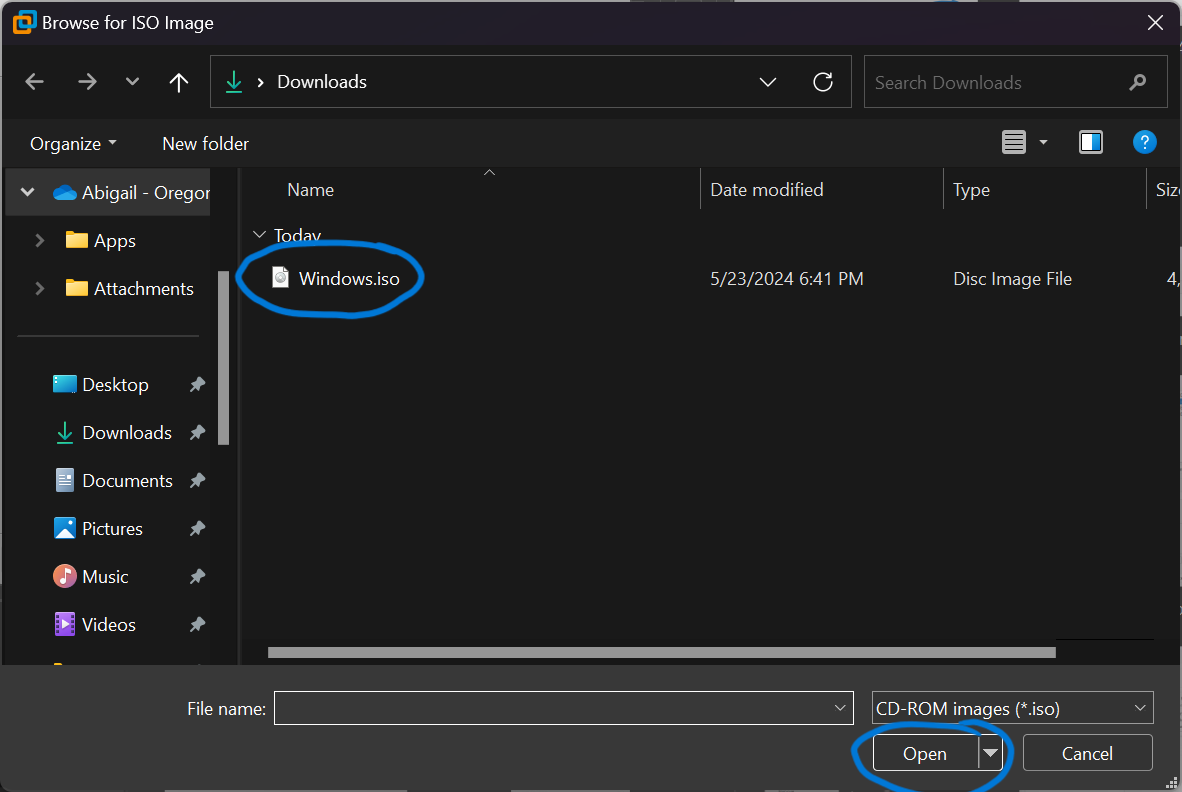 Browse for ISO Image
Downloads
Search Downloads
Organize
New folder
?
Name
Date modified
Type
Siz
Abigail - Oregor
Apps
Attachments
Desktop
Downloads
Documents
Pictures
Music
Videos
Today
Windows.iso
5/23/2024 6:41 PM
Disc Image File
4,
File name:
CD-ROM images (*.iso)
Open
Cancel